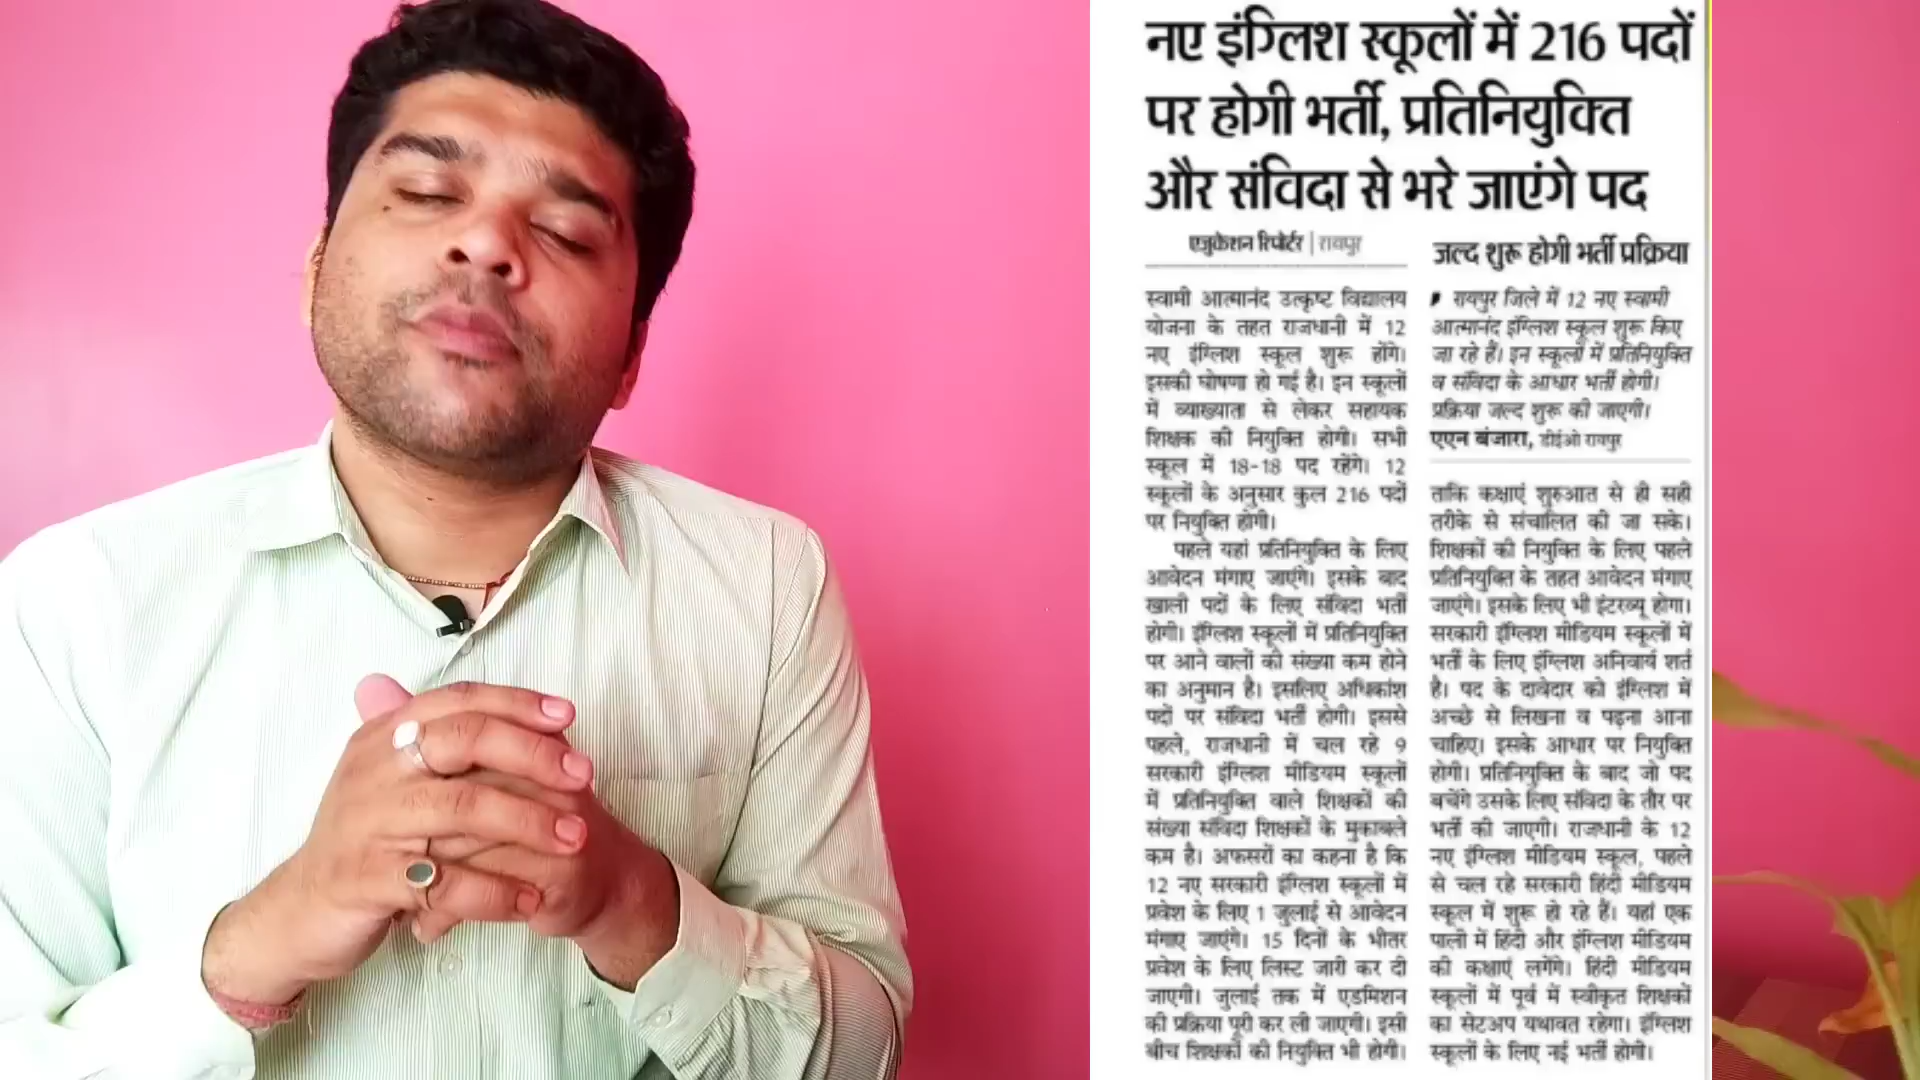 नए इंग्लिश स्कूलों में 216 पदों
पर होगी भर्ती, प्रतिनियुक्ति
और संविदा से भरे जाएंगे पद
एजुकेशन रिपोर्टर | रायपुर
स्वामी आत्मानंद उत्कृष्ट विद्यालय
योजना के तहत राजधानी में 12
नए इंग्लिश स्कूल शुरू होंगे।
इसकी घोषणा हो गई है। इन स्कूलों
में व्याख्याता से लेकर सहायक
शिक्षक की नियुक्ति होगी। सभी
स्कूल में 18-18 पद रहेंगे। 12
स्कूलों के अनुसार कुल 216 पदों
पर नियुक्ति होगी।
पहले यहां प्रतिनियुक्ति के लिए
आवेदन मंगाए जाएंगे। इसके बाद
खाली पदों के लिए संविदा भर्ती
होगी। इंग्लिश स्कूलों में प्रतिनियुक्ति
पर आने वालों की संख्या कम होने
का अनुमान है। इसलिए अधिकांश
पदों पर संविदा भर्ती होगी। इससे
पहले, राजधानी में चल रहे 9
सरकारी इंग्लिश मीडियम स्कूलों
में प्रतिनियुक्ति वाले शिक्षकों की
संख्या संविदा शिक्षकों के मुकाबले
कम है। अफसरों का कहना है कि
12 नए सरकारी इंग्लिश स्कूलों में
प्रवेश के लिए 1 जुलाई से आवेदन
मंगाए जाएंगे। 15 दिनों के भीतर
प्रवेश के लिए लिस्ट जारी कर दी
जाएगी। जुलाई तक में एडमिशन
की प्रक्रिया पूरी कर ली जाएगी। इसी
बीच शिक्षकों की नियुक्ति भी होगी।
जल्द शुरू होगी भर्ती प्रक्रिया
रायपुर जिले में 12 नए स्वामी
आत्मानंद इंग्लिश स्कूल शुरू किए
जा रहे हैं। इन स्कूलों में प्रतिनियुक्ति
व संविदा के आधार भर्ती होगी।
प्रक्रिया जल्द शुरू की जाएगी।
एएन बंजारा, डीईओ रायपुर
ताकि कक्षाएं शुरुआत से ही सही
तरीके से संचालित की जा सके।
शिक्षकों की नियुक्ति के लिए पहले
प्रतिनियुक्ति के तहत आवेदन मंगाए
जाएंगे। इसके लिए भी इंटरव्यू होगा।
सरकारी इंग्लिश मीडियम स्कूलों में
भर्ती के लिए इंग्लिश अनिवार्य शर्त
है। पद के दावेदार को इंग्लिश में
अच्छे से लिखना व पढ़ना आना
चाहिए। इसके आधार पर नियुक्ति
होगी। प्रतिनियुक्ति के बाद जो पद
बचेंगे उसके लिए संविदा के तौर पर
भर्ती की जाएगी। राजधानी के 12
नए इंग्लिश मीडियम स्कूल, पहले
से चल रहे सरकारी हिंदी मीडियम
स्कूल में शुरू हो रहे हैं। यहां एक
पाली में हिंदी और इंग्लिश मीडियम
की कक्षाएं लगेंगे। हिंदी मीडियम
स्कूलों में पूर्व में स्वीकृत शिक्षकों
का सेटअप यथावत रहेगा। इंग्लिश
स्कूलों के लिए नई भर्ती होगी।